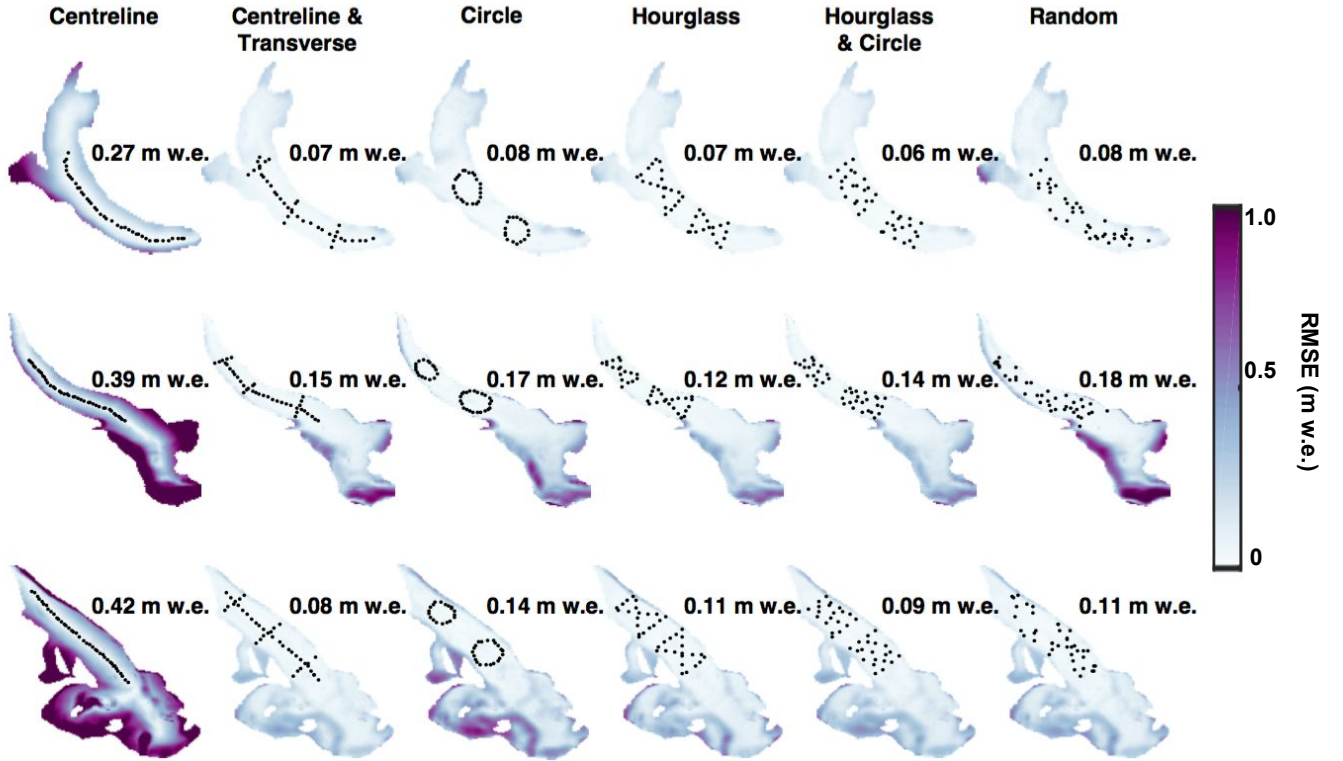 Centreline
Centreline &
Transverse
Circle
Hourglass
Hourglass
& Circle
Random
0.27 m w.e.
0.07 m w.e.
0.08 m w.e.
0.07 m w.e.
0.06 m w.e.
0.08 m w.e.
0.39 m w.e.
0.15 m w.e.
0.17 m w.e.
0.12 m w.e.
0.14 m w.e.
0.18 m w.e.
0.42 m w.e.
0.08 m w.e.
0.14 m w.e.
0.11 m w.e.
0.09 m w.e.
0.11 m w.e.
1.0
0.5
0
RMSE (m w.e.)